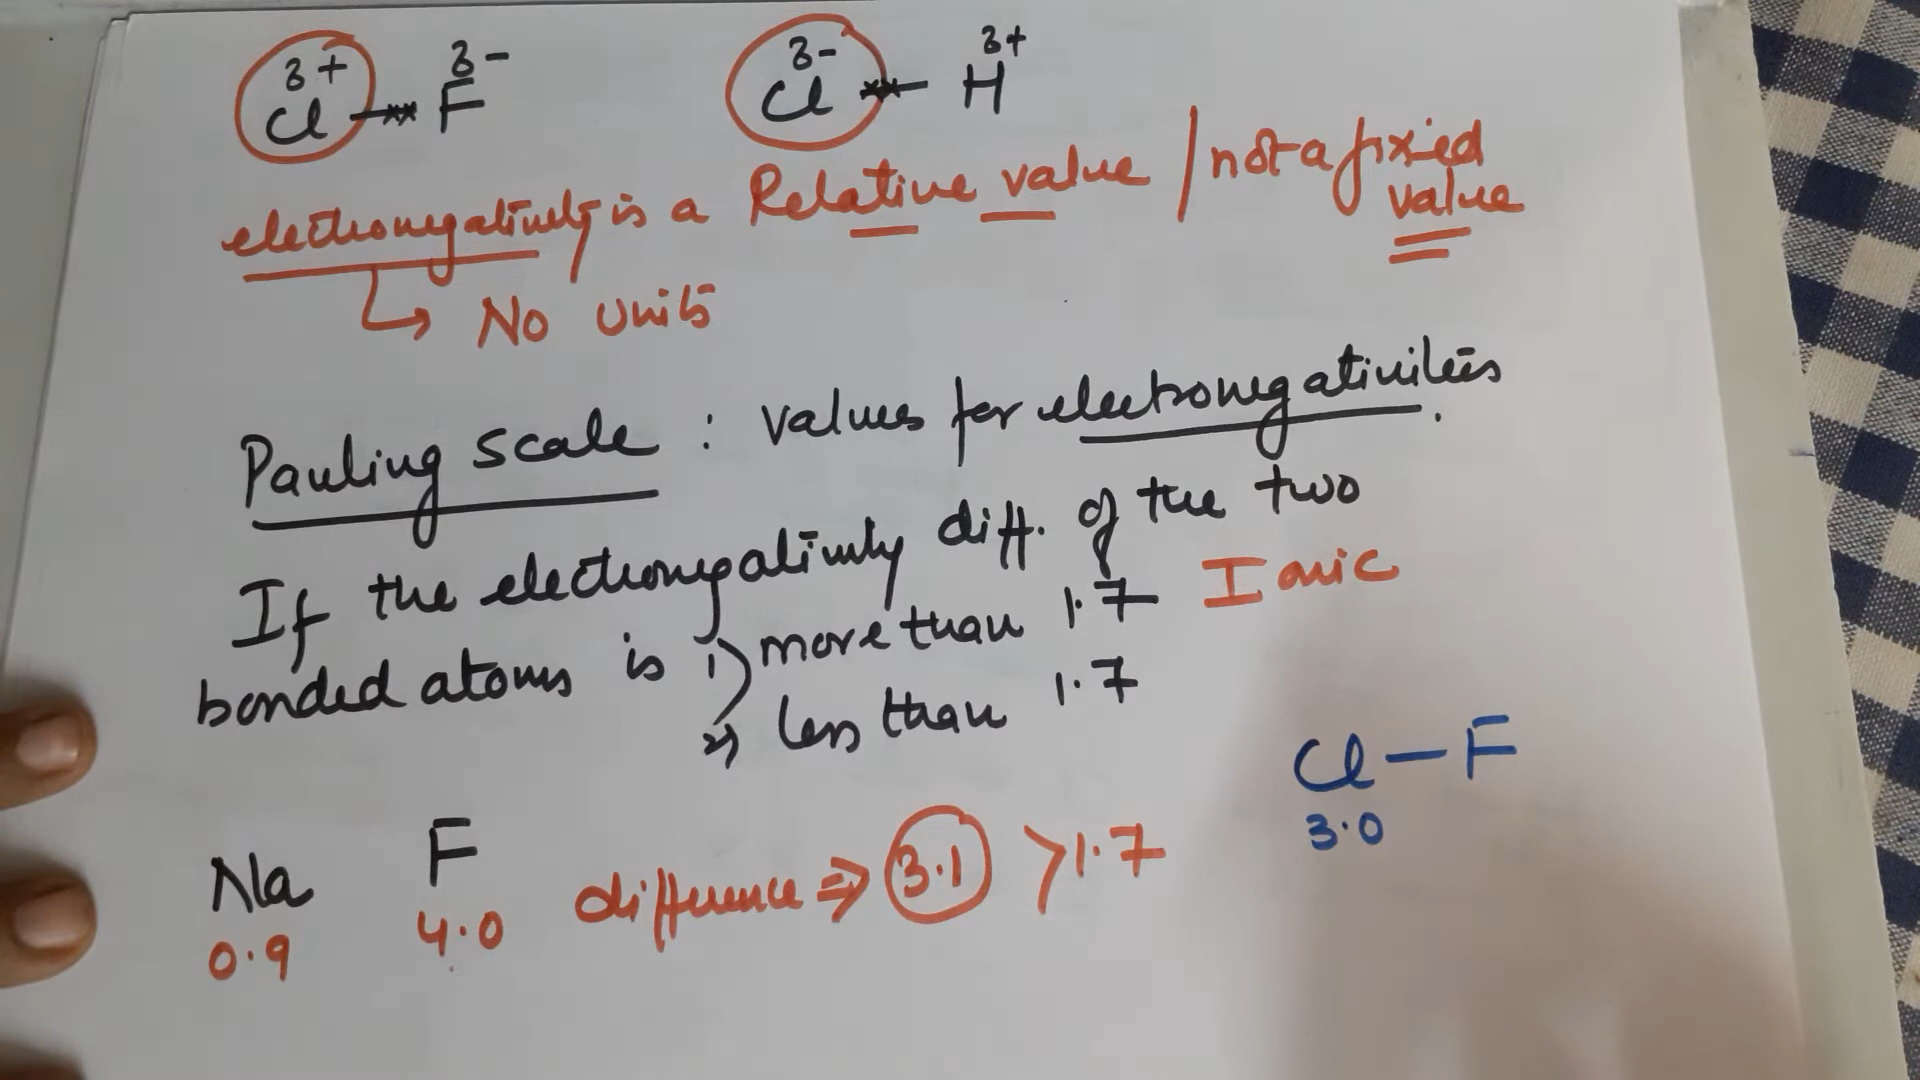 δ+ δ- δ- δ+
Cl F Cl H
electronegativity is a Relative value / not a fixied
value
No units
Pauling scale : values for electronegativities
If the electronegativity diff. of the two
bonded atoms is 1) more than 1.7 Ionic
2) less than 1.7
Cl - F
3.0
Na F
0.9 4.0 difference ⇒ 3.1 > 1.7